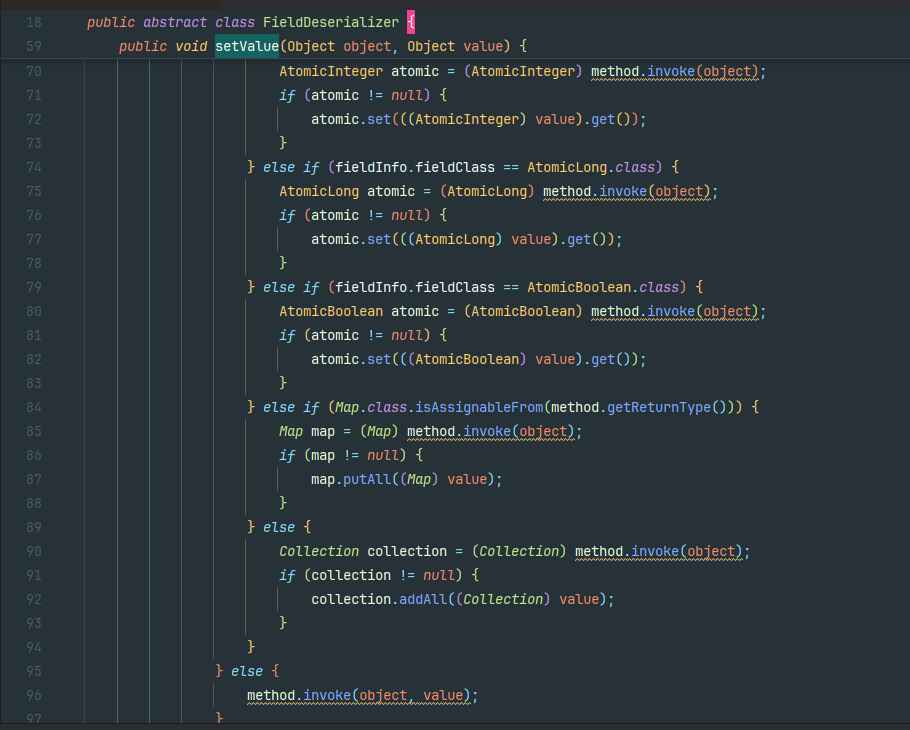 18 public abstract class FieldDeserializer {
59 public void setValue(Object object, Object value) {
70 AtomicInteger atomic = (AtomicInteger) method.invoke(object);
71 if (atomic != null) {
72 atomic.set(((AtomicInteger) value).get());
73 }
74 } else if (fieldInfo.fieldClass == AtomicLong.class) {
75 AtomicLong atomic = (AtomicLong) method.invoke(object);
76 if (atomic != null) {
77 atomic.set(((AtomicLong) value).get());
78 }
79 } else if (fieldInfo.fieldClass == AtomicBoolean.class) {
80 AtomicBoolean atomic = (AtomicBoolean) method.invoke(object);
81 if (atomic != null) {
82 atomic.set(((AtomicBoolean) value).get());
83 }
84 } else if (Map.class.isAssignableFrom(method.getReturnType())) {
85 Map map = (Map) method.invoke(object);
86 if (map != null) {
87 map.putAll((Map) value);
88 }
89 } else {
90 Collection collection = (Collection) method.invoke(object);
91 if (collection != null) {
92 collection.addAll((Collection) value);
93 }
94 }
95 } else {
96 method.invoke(object, value);
97 }